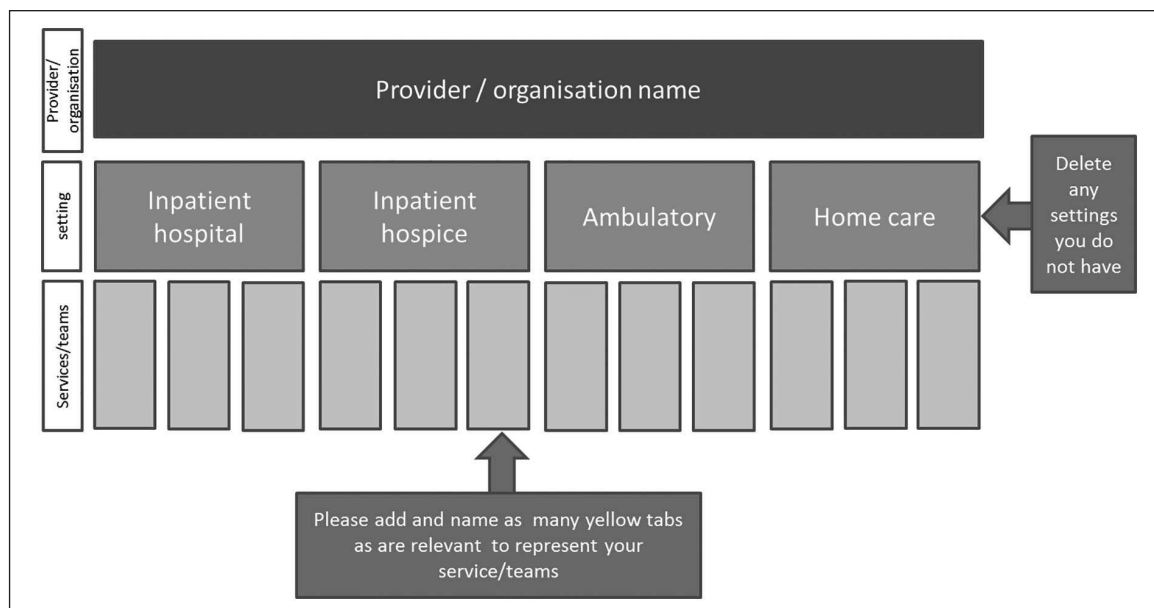 Provider/
organisation
Provider / organisation name
setting
Inpatient
hospital
Inpatient
hospice
Ambulatory
Home care
Delete
any
settings
you do
not have
Services/teams
Please add and name as many yellow tabs
as are relevant to represent your
service/teams